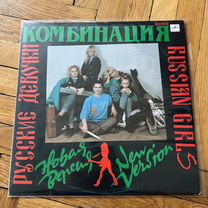 КОМБИНАЦИЯ
РУССКИЕ ДЕВОЧКИ
RUSSIAN GIRLS
Новая
Версия
New
Version